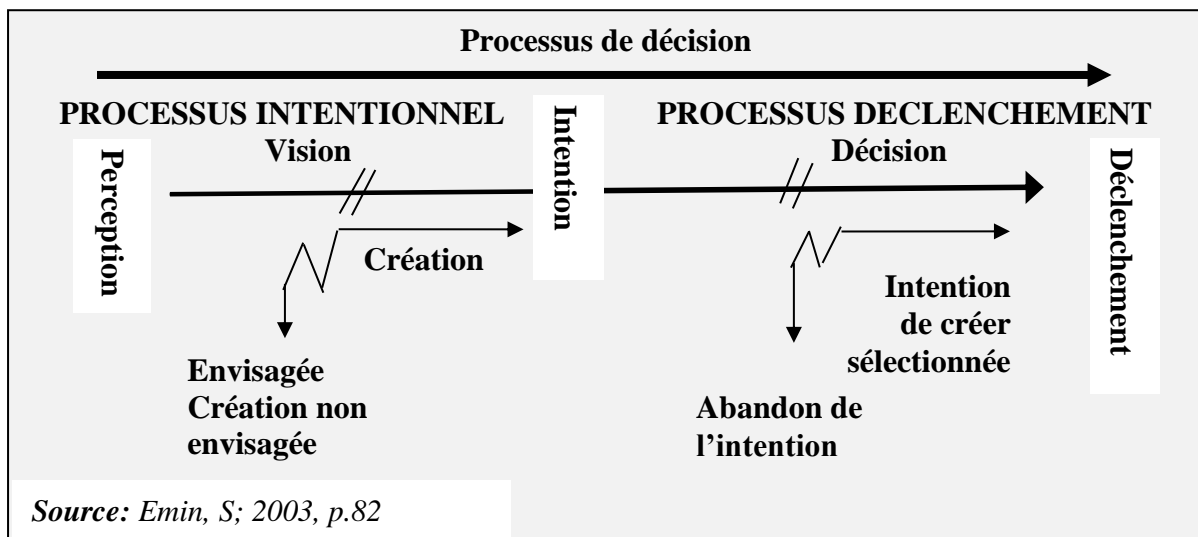 Processus de décision
PROCESSUS INTENTIONNEL
PROCESSUS DECLENCHEMENT
Perception
Vision
Intention
Décision
Déclenchement
Création
Envisagée
Création non
envisagée
Intention
de créer
sélectionnée
Abandon de
l'intention
Source: Emin, S; 2003, p.82